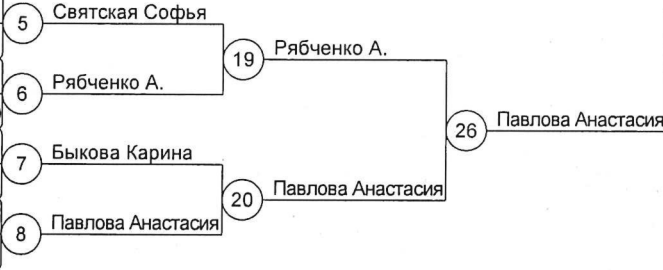 5 Святская Софья
19 Рябченко А.
6 Рябченко А.
26 Павлова Анастасия
7 Быкова Карина
20 Павлова Анастасия
8 Павлова Анастасия